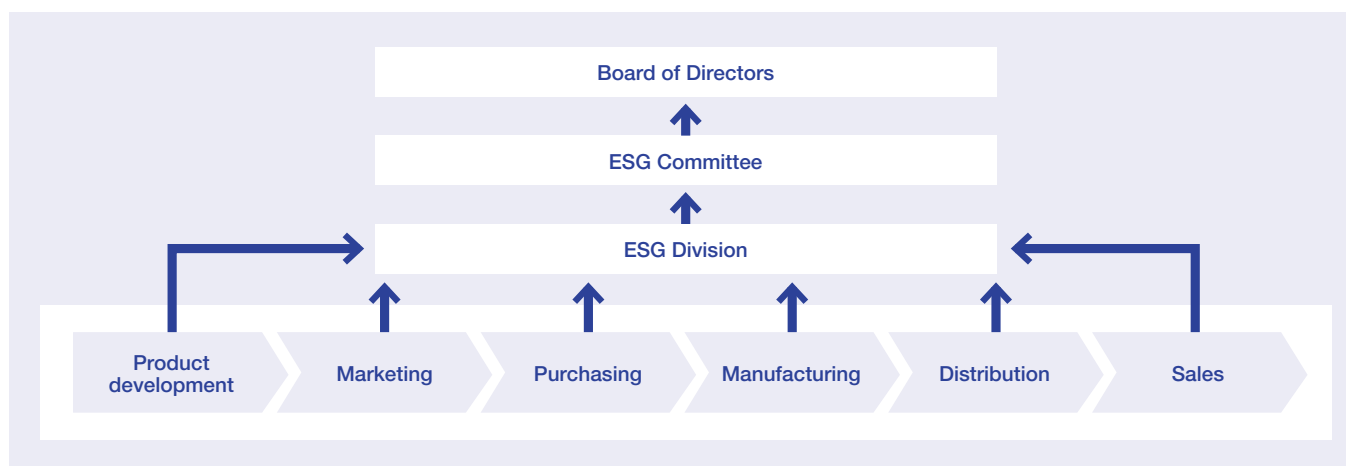 Board of Directors
ESG Committee
ESG Division
Product
development
Marketing
Purchasing
Manufacturing
Distribution
Sales